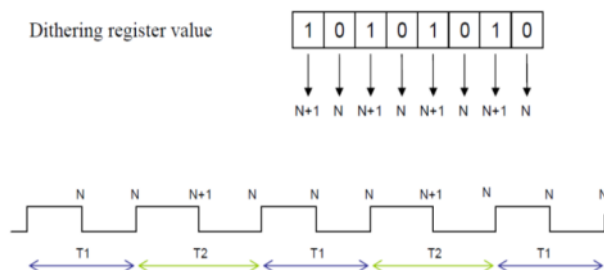 Dithering register value 1 0 1 0 1 0 1 0
N+1 N N+1 N N+1 N N+1 N
N N N+1 N N N N+1 N N N
T1 T2 T1 T2 T1